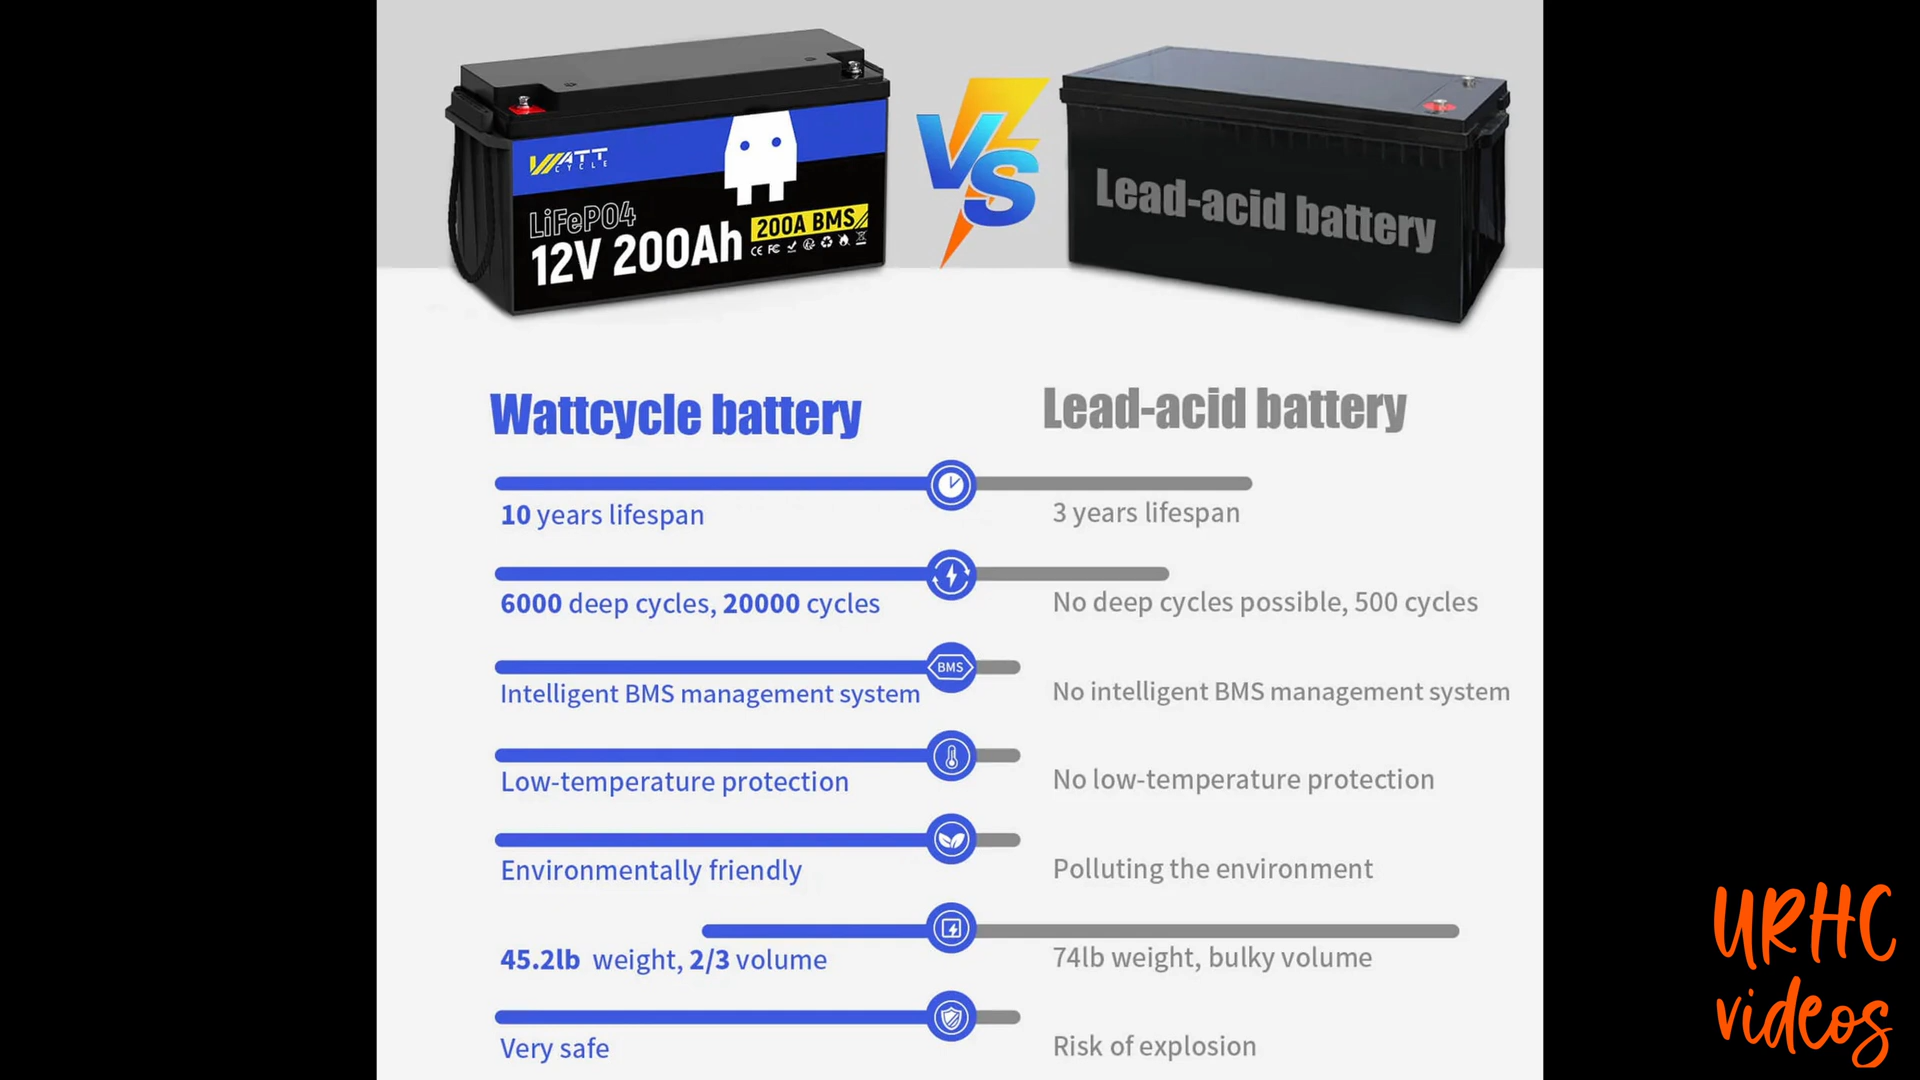 WATT
CYCLE
LiFePO4
12V 200Ah
200A BMS
VS
Lead-acid battery
Wattcycle battery
Lead-acid battery
10 years lifespan
3 years lifespan
6000 deep cycles, 20000 cycles
No deep cycles possible, 500 cycles
BMS
Intelligent BMS management system
No intelligent BMS management system
Low-temperature protection
No low-temperature protection
Environmentally friendly
Polluting the environment
45.2lb weight, 2/3 volume
74lb weight, bulky volume
Very safe
Risk of explosion
URHC
videos